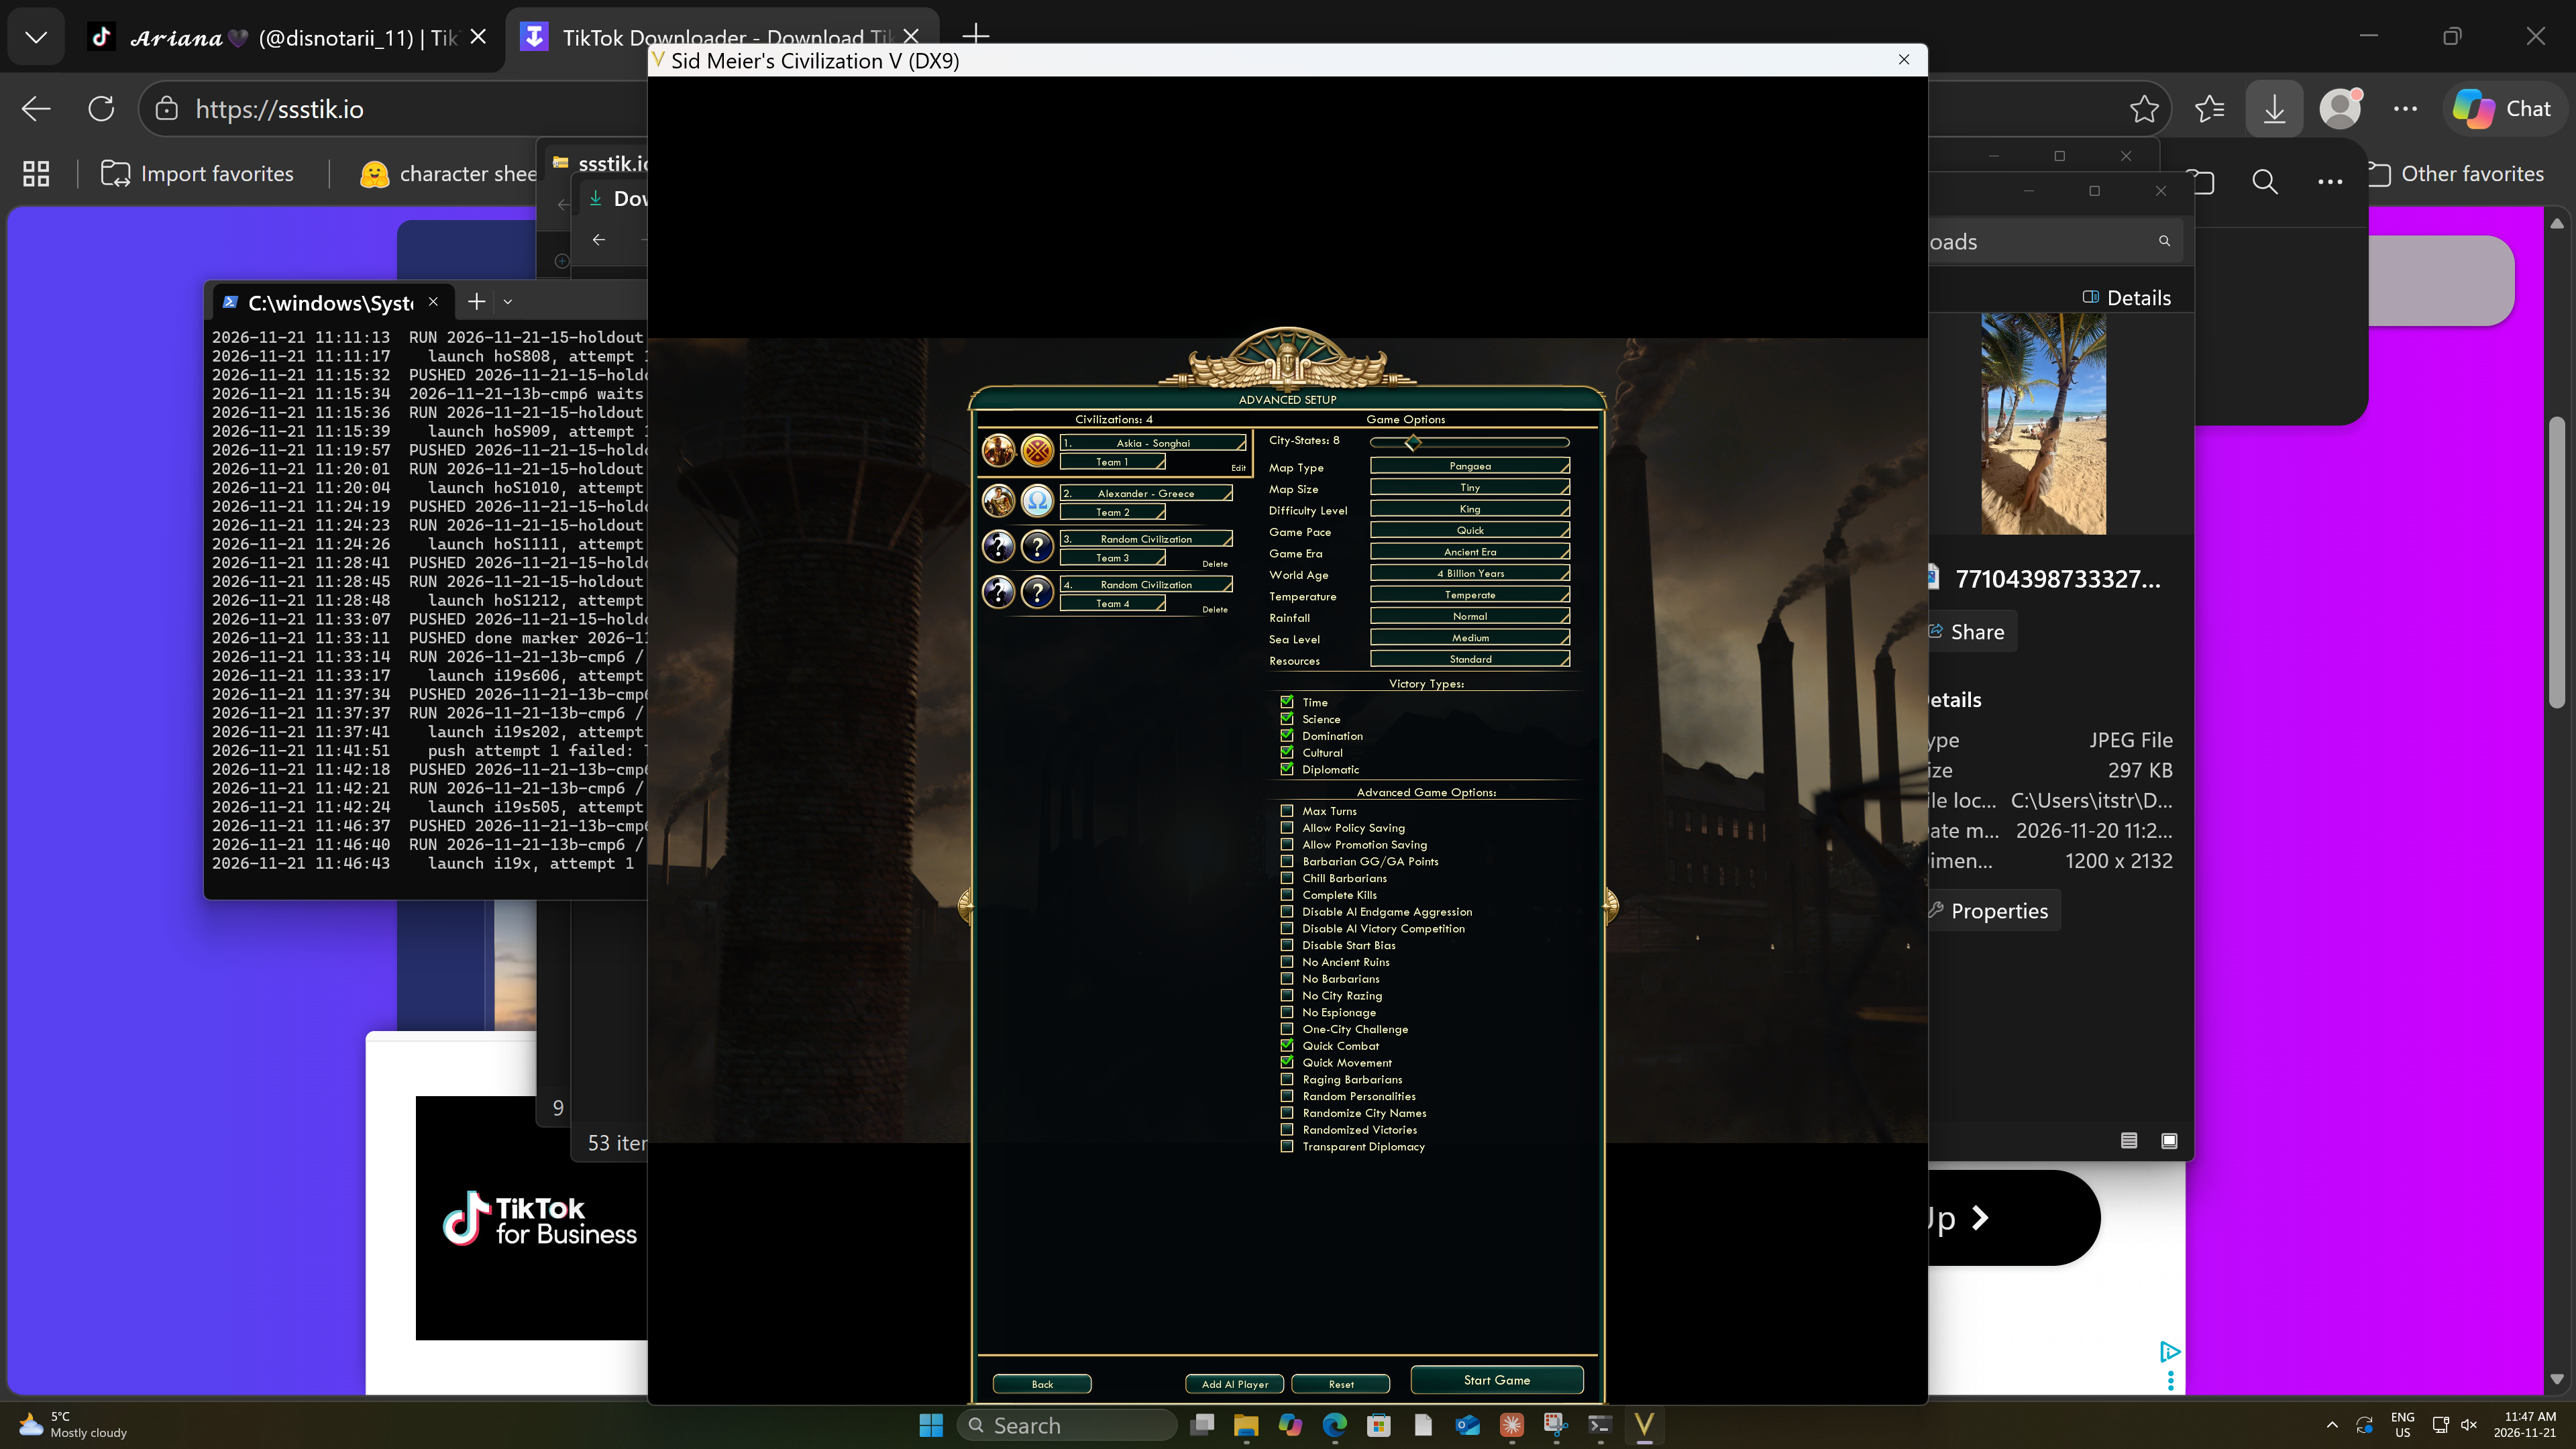 𝓐𝓻𝓲𝓪𝓷𝓪🖤 (@disnotarii_11) | Tik
TikTok Downloader - Download Tik
https://ssstik.io
Chat
Import favorites
character shee
Other favorites
ssstik.io
Dow
oads
Details
C:\windows\Syste
2026-11-21 11:11:13 RUN 2026-11-21-15-holdout
2026-11-21 11:11:17 launch hoS808, attempt 1
2026-11-21 11:15:32 PUSHED 2026-11-21-15-holdo
2026-11-21 11:15:34 2026-11-21-13b-cmp6 waits
2026-11-21 11:15:36 RUN 2026-11-21-15-holdout
2026-11-21 11:15:39 launch hoS909, attempt 1
2026-11-21 11:19:57 PUSHED 2026-11-21-15-holdo
2026-11-21 11:20:01 RUN 2026-11-21-15-holdout
2026-11-21 11:20:04 launch hoS1010, attempt
2026-11-21 11:24:19 PUSHED 2026-11-21-15-holdo
2026-11-21 11:24:23 RUN 2026-11-21-15-holdout
2026-11-21 11:24:26 launch hoS1111, attempt
2026-11-21 11:28:41 PUSHED 2026-11-21-15-holdo
2026-11-21 11:28:45 RUN 2026-11-21-15-holdout
2026-11-21 11:28:48 launch hoS1212, attempt
2026-11-21 11:33:07 PUSHED 2026-11-21-15-holdo
2026-11-21 11:33:11 PUSHED done marker 2026-11
2026-11-21 11:33:14 RUN 2026-11-21-13b-cmp6 /
2026-11-21 11:33:17 launch i19s606, attempt
2026-11-21 11:37:34 PUSHED 2026-11-21-13b-cmp6
2026-11-21 11:37:37 RUN 2026-11-21-13b-cmp6 /
2026-11-21 11:37:41 launch i19s202, attempt
2026-11-21 11:41:51 push attempt 1 failed:
2026-11-21 11:42:18 PUSHED 2026-11-21-13b-cmp6
2026-11-21 11:42:21 RUN 2026-11-21-13b-cmp6 /
2026-11-21 11:42:24 launch i19s505, attempt
2026-11-21 11:46:37 PUSHED 2026-11-21-13b-cmp6
2026-11-21 11:46:40 RUN 2026-11-21-13b-cmp6 /
2026-11-21 11:46:43 launch i19x, attempt 1
Sid Meier's Civilization V (DX9)
ADVANCED SETUP
Civilizations: 4
1. Askia - Songhai
Team 1
Edit
2. Alexander - Greece
Team 2
3. Random Civilization
Team 3
Delete
4. Random Civilization
Team 4
Delete
Game Options
City-States: 8
Map Type Pangaea
Map Size Tiny
Difficulty Level King
Game Pace Quick
Game Era Ancient Era
World Age 4 Billion Years
Temperature Temperate
Rainfall Normal
Sea Level Medium
Resources Standard
Victory Types:
Time
Science
Domination
Cultural
Diplomatic
Advanced Game Options:
Max Turns
Allow Policy Saving
Allow Promotion Saving
Barbarian GG/GA Points
Chill Barbarians
Complete Kills
Disable AI Endgame Aggression
Disable AI Victory Competition
Disable Start Bias
No Ancient Ruins
No Barbarians
No City Razing
No Espionage
One-City Challenge
Quick Combat
Quick Movement
Raging Barbarians
Random Personalities
Randomize City Names
Randomized Victories
Transparent Diplomacy
Back
Add AI Player
Reset
Start Game
77104398733327...
Share
Details
ype JPEG File
ize 297 KB
ile loc... C:\Users\itstr\D...
ate m... 2026-11-20 11:2...
imen... 1200 x 2132
Properties
9
53 iter
TikTok
for Business
Up
5°C
Mostly cloudy
Search
ENG
US
11:47 AM
2026-11-21